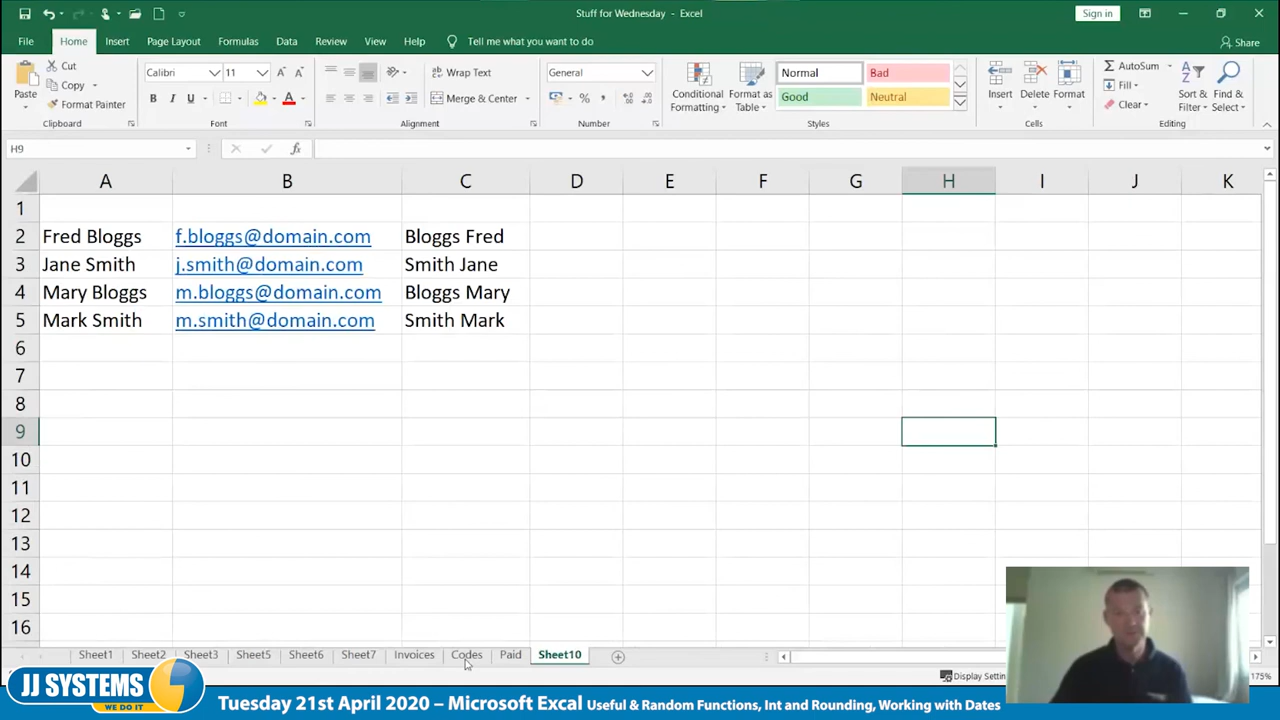 Stuff for Wednesday - Excel
Sign in
File Home Insert Page Layout Formulas Data Review View Help Tell me what you want to do Share
Paste
Cut
Copy
Format Painter
Clipboard
Calibri 11
B I U A
Font
Wrap Text
Merge & Center
Alignment
General
%
Number
Conditional Formatting
Format as Table
Normal Bad
Good Neutral
Styles
Insert Delete Format
Cells
AutoSum
Fill
Clear
Sort & Filter
Find & Select
Editing
H9 fx
A B C D E F G H I J K
1
2 Fred Bloggs f.bloggs@domain.com Bloggs Fred
3 Jane Smith j.smith@domain.com Smith Jane
4 Mary Bloggs m.bloggs@domain.com Bloggs Mary
5 Mark Smith m.smith@domain.com Smith Mark
6
7
8
9
10
11
12
13
14
15
16
Sheet1 Sheet2 Sheet3 Sheet5 Sheet6 Sheet7 Invoices Codes Paid Sheet10
Display Settin 175%
JJ SYSTEMS
WE DO IT
Tuesday 21st April 2020 – Microsoft Excal Useful & Random Functions, Int and Rounding, Working with Dates